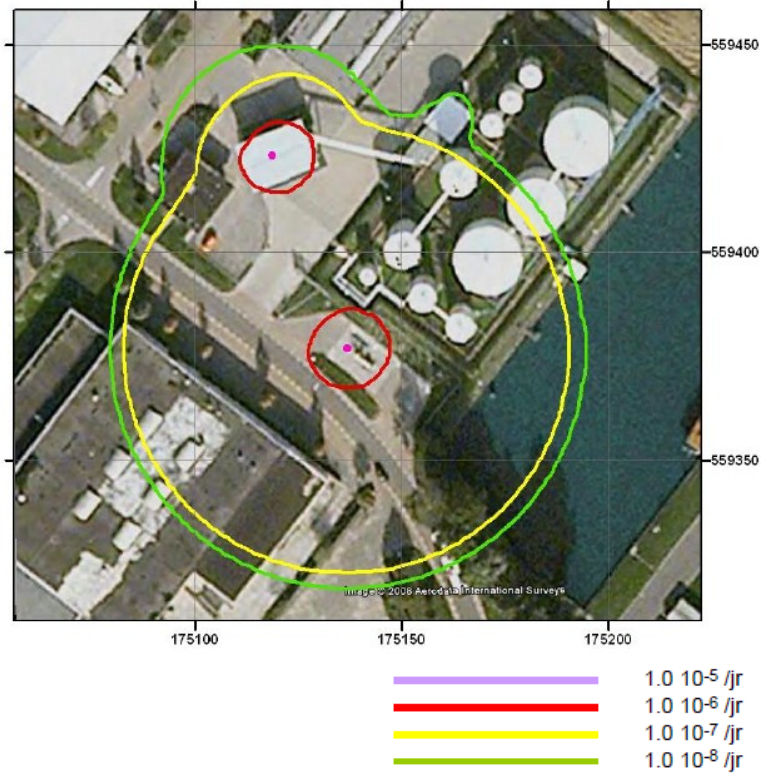 559450
559400
559350
Image © 2008 Aerodata International Surveys
175100 175150 175200
1.0 10-5 /jr
1.0 10-6 /jr
1.0 10-7 /jr
1.0 10-8 /jr